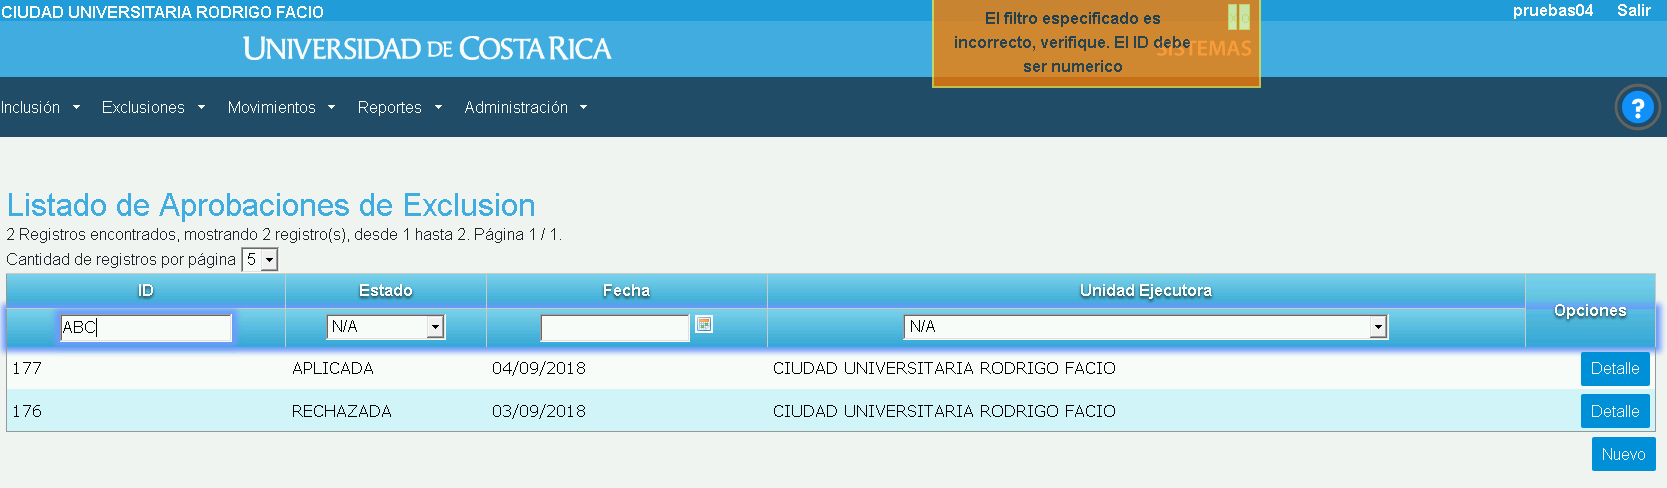 CIUDAD UNIVERSITARIA RODRIGO FACIO
pruebas04 Salir
UNIVERSIDAD DE COSTA RICA
SISTEMAS
El filtro especificado es
incorrecto, verifique. El ID debe
ser numerico
Inclusión Exclusiones Movimientos Reportes Administración
?
Listado de Aprobaciones de Exclusion
2 Registros encontrados, mostrando 2 registro(s), desde 1 hasta 2. Página 1 / 1.
Cantidad de registros por página 5
ID Estado Fecha Unidad Ejecutora Opciones
ABC N/A N/A
177 APLICADA 04/09/2018 CIUDAD UNIVERSITARIA RODRIGO FACIO Detalle
176 RECHAZADA 03/09/2018 CIUDAD UNIVERSITARIA RODRIGO FACIO Detalle
Nuevo